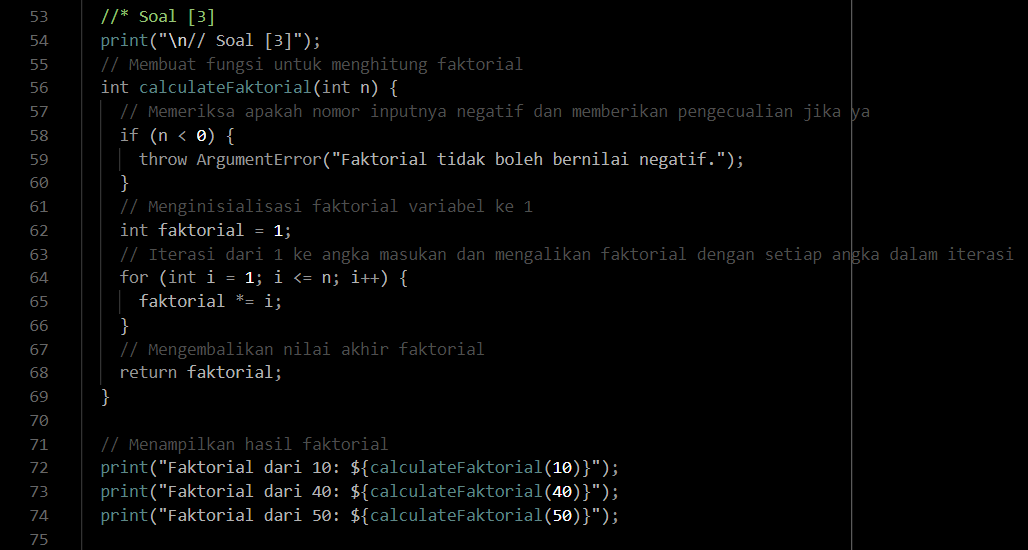 53 //* Soal [3]
54 print("\n// Soal [3]");
55 // Membuat fungsi untuk menghitung faktorial
56 int calculateFaktorial(int n) {
57 // Memeriksa apakah nomor inputnya negatif dan memberikan pengecualian jika ya
58 if (n < 0) {
59 throw ArgumentError("Faktorial tidak boleh bernilai negatif.");
60 }
61 // Menginisialisasi faktorial variabel ke 1
62 int faktorial = 1;
63 // Iterasi dari 1 ke angka masukan dan mengalikan faktorial dengan setiap angka dalam iterasi
64 for (int i = 1; i <= n; i++) {
65 faktorial *= i;
66 }
67 // Mengembalikan nilai akhir faktorial
68 return faktorial;
69 }
70
71 // Menampilkan hasil faktorial
72 print("Faktorial dari 10: ${calculateFaktorial(10)}");
73 print("Faktorial dari 40: ${calculateFaktorial(40)}");
74 print("Faktorial dari 50: ${calculateFaktorial(50)}");
75